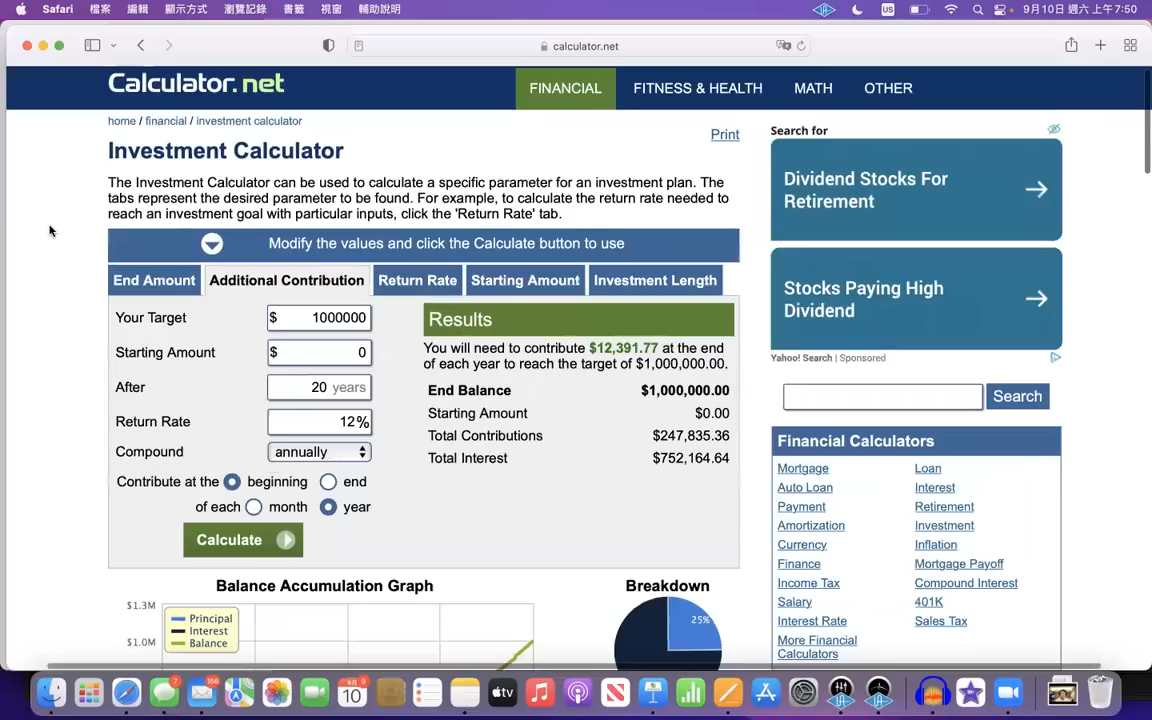 Safari 檔案 編輯 顯示方式 瀏覽記錄 書籤 視窗 輔助說明 US 9月10日 週六 上午7:50
calculator.net
Calculator.net FINANCIAL FITNESS & HEALTH MATH OTHER
home / financial / investment calculator
Print
Investment Calculator
The Investment Calculator can be used to calculate a specific parameter for an investment plan. The
tabs represent the desired parameter to be found. For example, to calculate the return rate needed to
reach an investment goal with particular inputs, click the 'Return Rate' tab.
Modify the values and click the Calculate button to use
End Amount Additional Contribution Return Rate Starting Amount Investment Length
Your Target $ 1000000
Starting Amount $ 0
After 20 years
Return Rate 12%
Compound annually
Contribute at the beginning end
of each month year
Calculate
Results
You will need to contribute $12,391.77 at the end
of each year to reach the target of $1,000,000.00.
End Balance $1,000,000.00
Starting Amount $0.00
Total Contributions $247,835.36
Total Interest $752,164.64
Balance Accumulation Graph
$1.3M
$1.0M
Principal
Interest
Balance
Breakdown
25%
Search for
Dividend Stocks For
Retirement
Stocks Paying High
Dividend
Yahoo! Search | Sponsored
Search
Financial Calculators
Mortgage Loan
Auto Loan Interest
Payment Retirement
Amortization Investment
Currency Inflation
Finance Mortgage Payoff
Income Tax Compound Interest
Salary 401K
Interest Rate Sales Tax
More Financial
Calculators
7
156
9月
10
9
tv